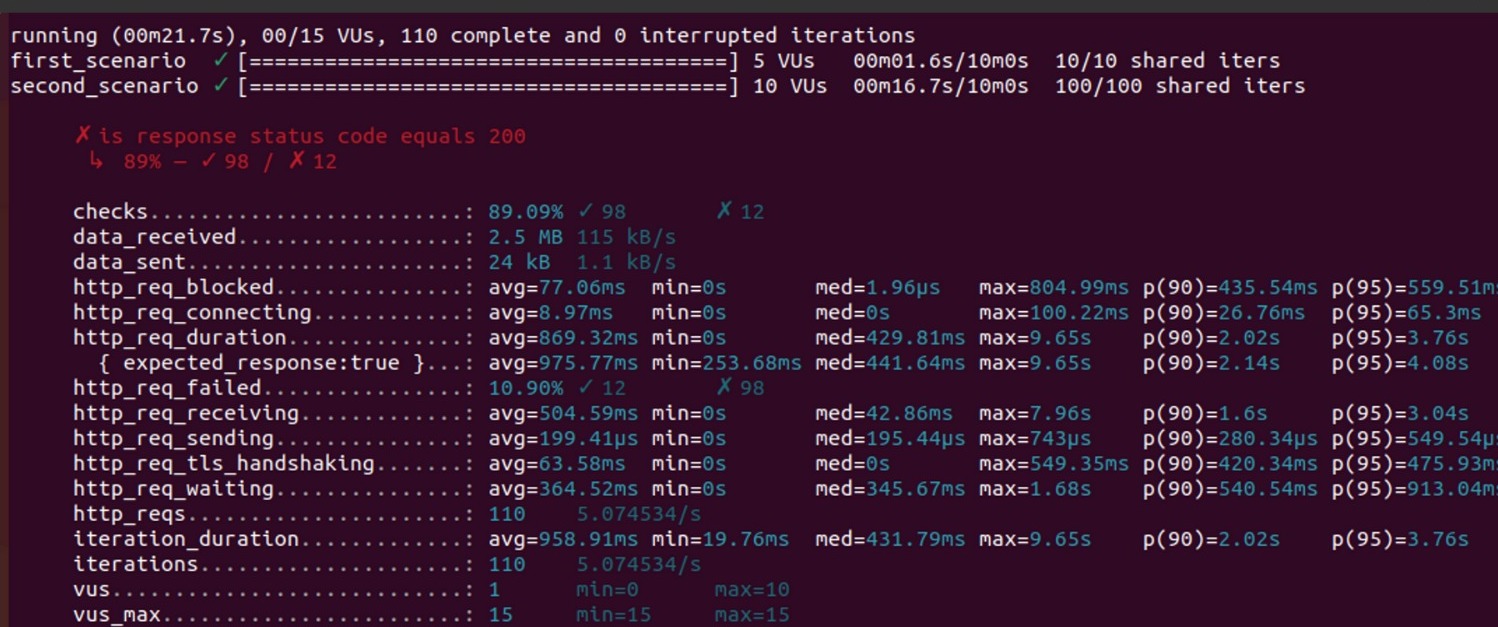 running (00m21.7s), 00/15 VUs, 110 complete and 0 interrupted iterations
first_scenario ✓ [======================================] 5 VUs 00m01.6s/10m0s 10/10 shared iters
second_scenario ✓ [======================================] 10 VUs 00m16.7s/10m0s 100/100 shared iters
✗ is response status code equals 200
↳ 89% — ✓ 98 / ✗ 12
checks.........................: 89.09% ✓ 98 ✗ 12
data_received..................: 2.5 MB 115 kB/s
data_sent......................: 24 kB 1.1 kB/s
http_req_blocked...............: avg=77.06ms min=0s med=1.96µs max=804.99ms p(90)=435.54ms p(95)=559.51ms
http_req_connecting............: avg=8.97ms min=0s med=0s max=100.22ms p(90)=26.76ms p(95)=65.3ms
http_req_duration..............: avg=869.32ms min=0s med=429.81ms max=9.65s p(90)=2.02s p(95)=3.76s
{ expected_response:true }...: avg=975.77ms min=253.68ms med=441.64ms max=9.65s p(90)=2.14s p(95)=4.08s
http_req_failed................: 10.90% ✓ 12 ✗ 98
http_req_receiving.............: avg=504.59ms min=0s med=42.86ms max=7.96s p(90)=1.6s p(95)=3.04s
http_req_sending...............: avg=199.41µs min=0s med=195.44µs max=743µs p(90)=280.34µs p(95)=549.54µs
http_req_tls_handshaking.......: avg=63.58ms min=0s med=0s max=549.35ms p(90)=420.34ms p(95)=475.93ms
http_req_waiting...............: avg=364.52ms min=0s med=345.67ms max=1.68s p(90)=540.54ms p(95)=913.04ms
http_reqs......................: 110 5.074534/s
iteration_duration.............: avg=958.91ms min=19.76ms med=431.79ms max=9.65s p(90)=2.02s p(95)=3.76s
iterations.....................: 110 5.074534/s
vus............................: 1 min=0 max=10
vus_max........................: 15 min=15 max=15